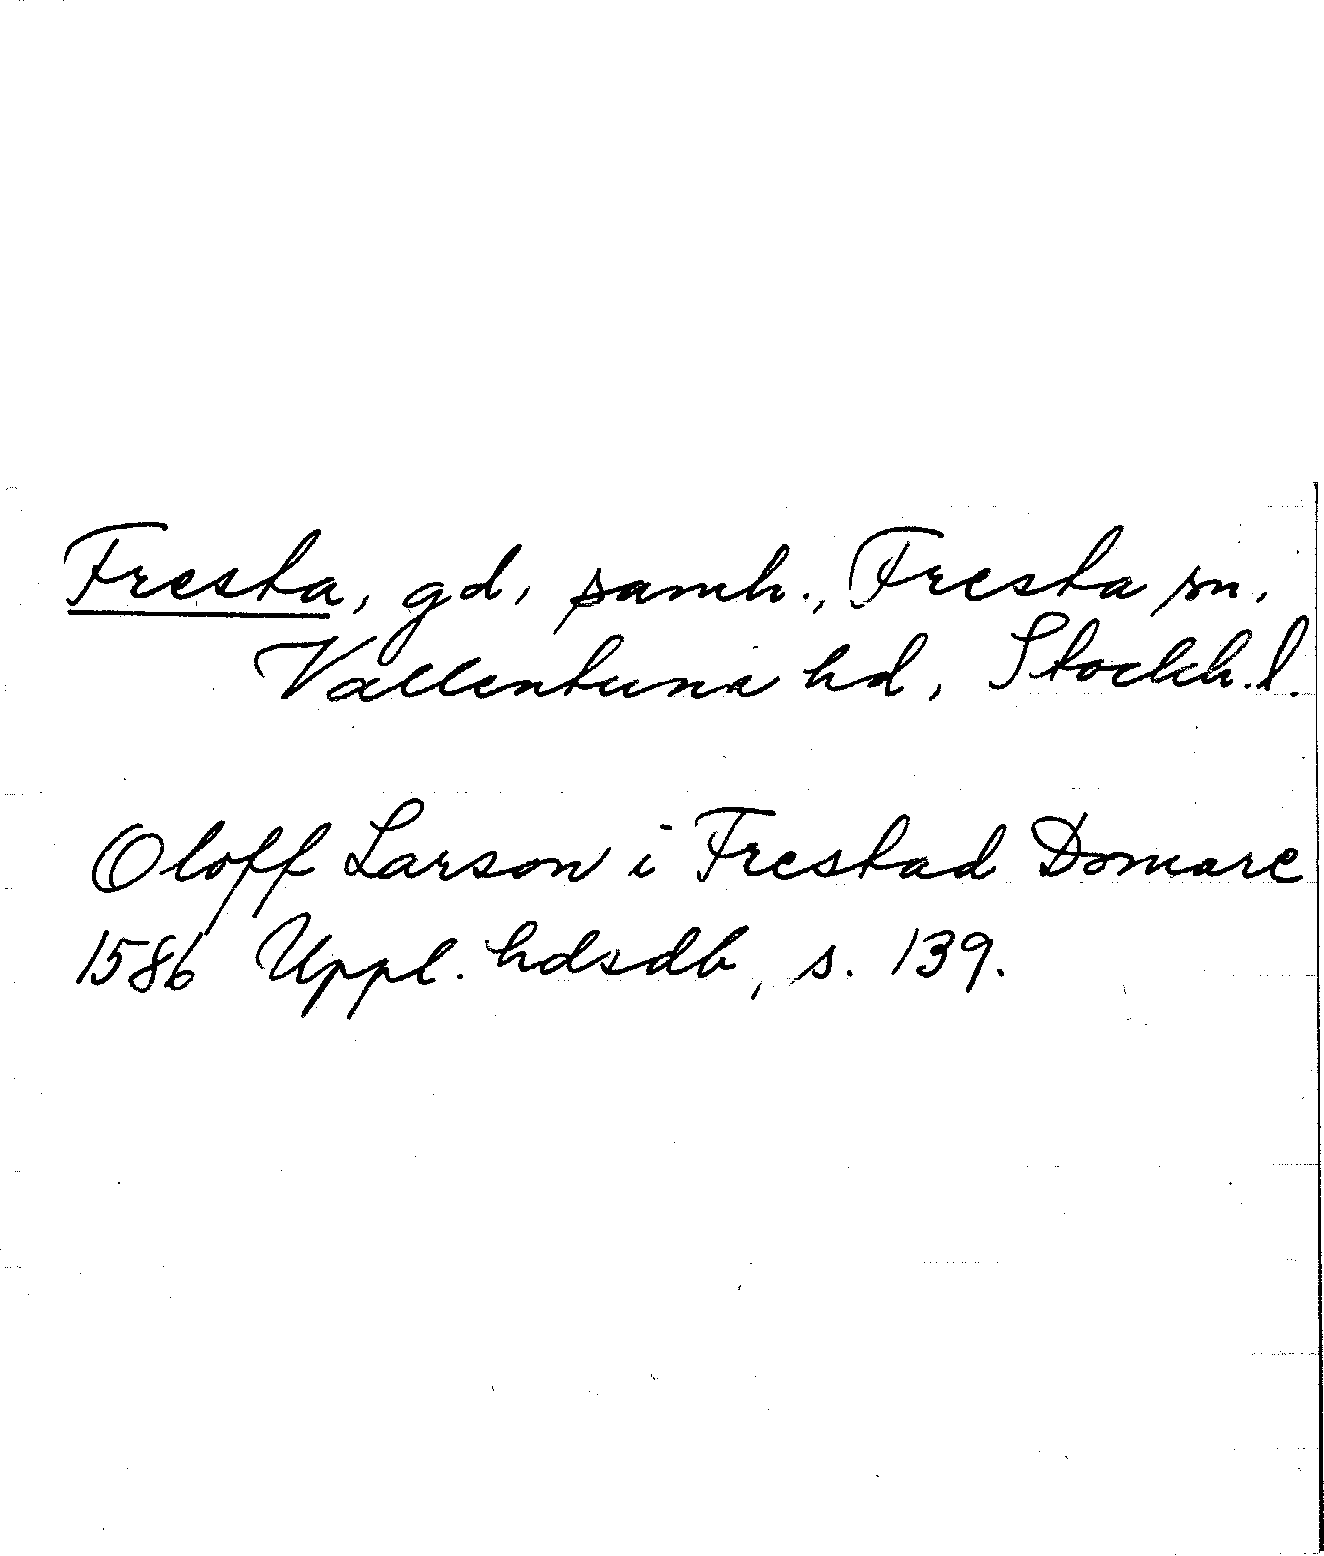 Fresta, gd, samh., Fresta sn,
Vallentuna hd, Stockh. l.
Oloff Larson i Frestad Domare
1586 Uppl. hdsdb, s. 139.